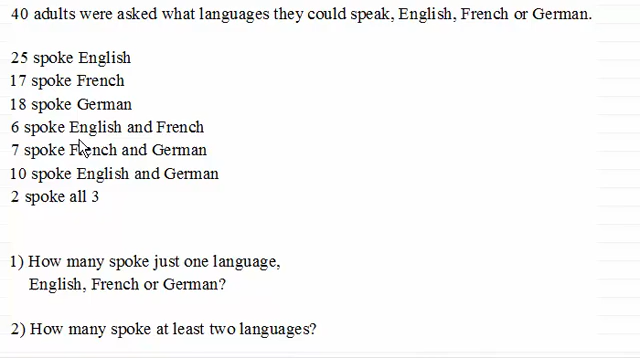 40 adults were asked what languages they could speak, English, French or German.
25 spoke English
17 spoke French
18 spoke German
6 spoke English and French
7 spoke French and German
10 spoke English and German
2 spoke all 3
1) How many spoke just one language,
English, French or German?
2) How many spoke at least two languages?